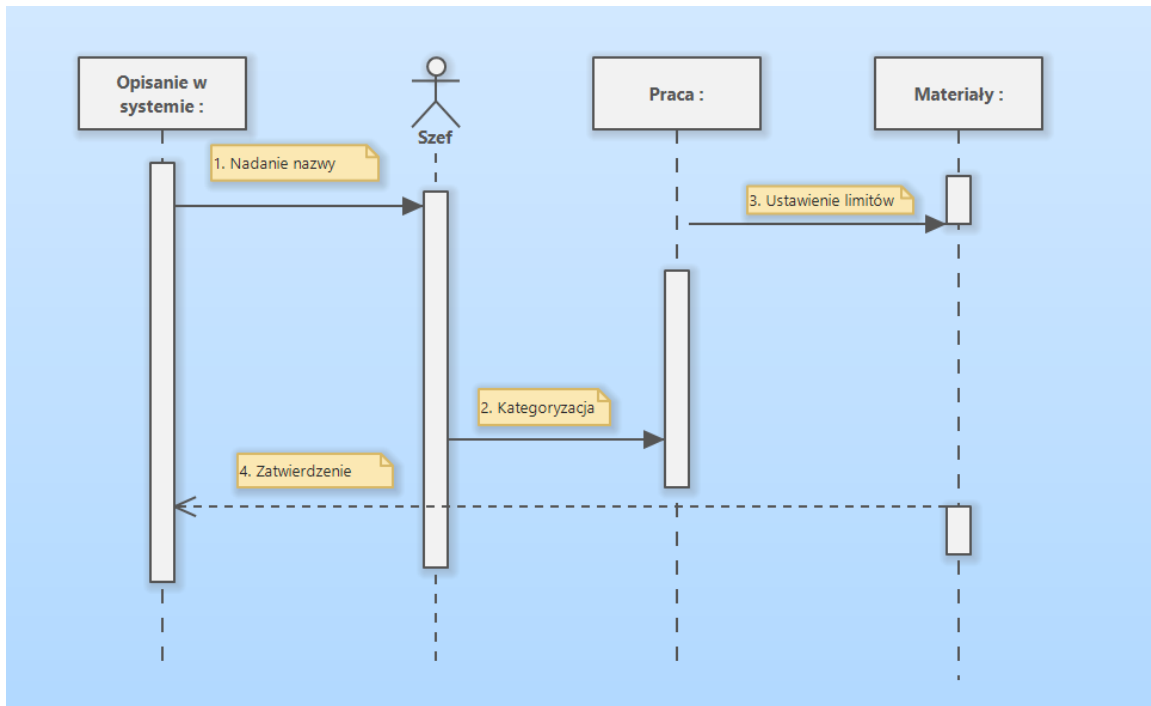 Opisanie w
systemie :
Szef
Praca :
Materiały :
1. Nadanie nazwy
3. Ustawienie limitów
2. Kategoryzacja
4. Zatwierdzenie